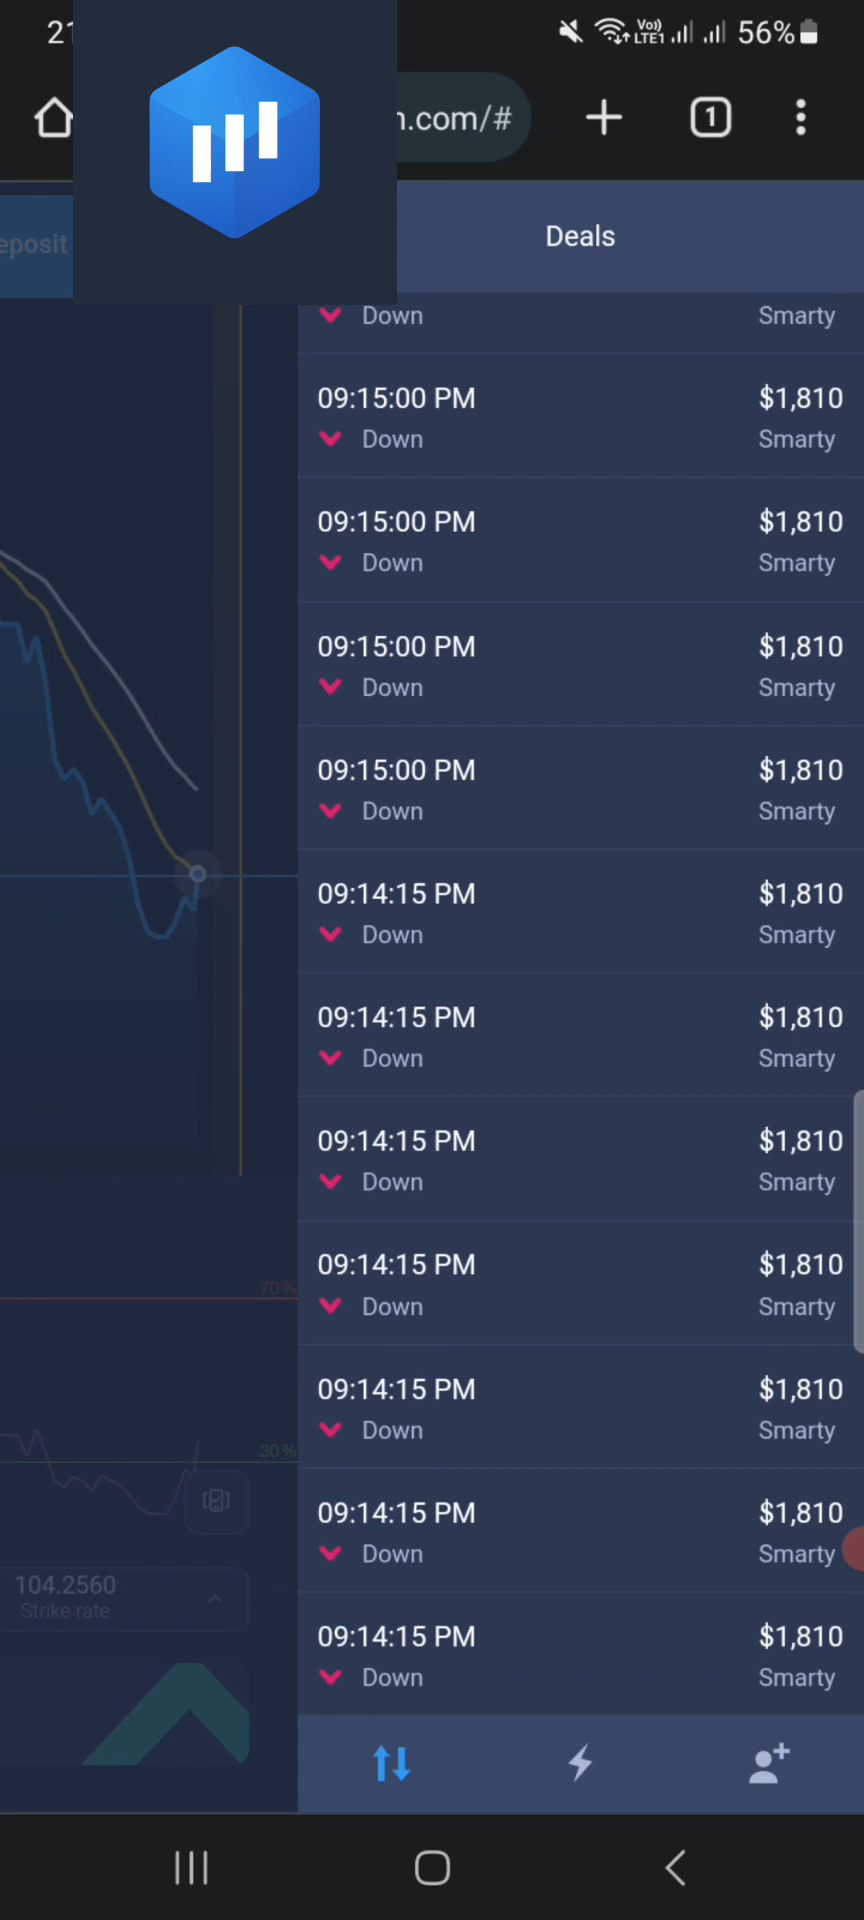 56%
Vo)) LTE1
n.com/#
1
eposit
Deals
Down Smarty
09:15:00 PM $1,810
Down Smarty
09:15:00 PM $1,810
Down Smarty
09:15:00 PM $1,810
Down Smarty
09:15:00 PM $1,810
Down Smarty
09:14:15 PM $1,810
Down Smarty
09:14:15 PM $1,810
Down Smarty
09:14:15 PM $1,810
Down Smarty
09:14:15 PM $1,810
Down Smarty
09:14:15 PM $1,810
Down Smarty
09:14:15 PM $1,810
Down Smarty
09:14:15 PM $1,810
Down Smarty
70%
30%
104.2560
Strike rate